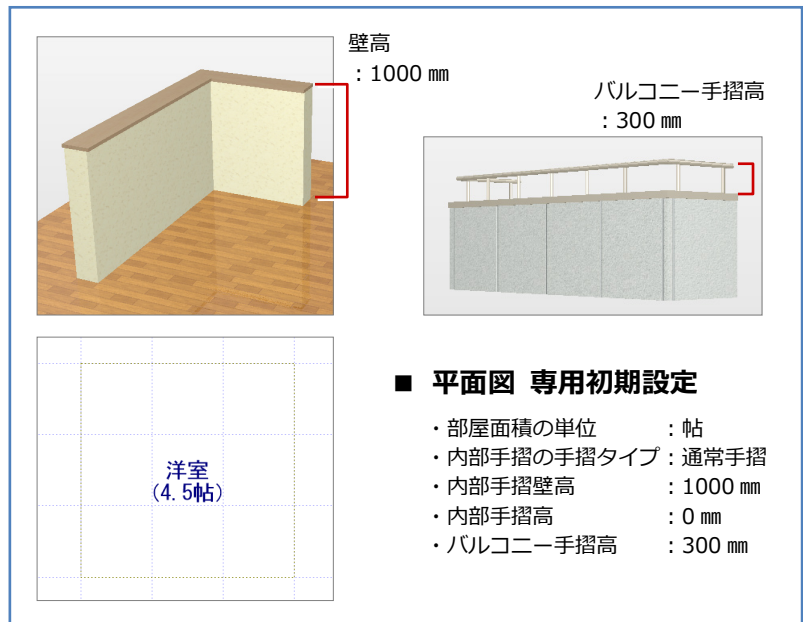 壁高
：1000 ㎜
バルコニー手摺高
：300 ㎜
洋室
(4.5帖)
■ 平面図 専用初期設定
・部屋面積の単位　　　：帖
・内部手摺の手摺タイプ：通常手摺
・内部手摺壁高　　　　：1000 ㎜
・内部手摺高　　　　　：0 ㎜
・バルコニー手摺高　　：300 ㎜